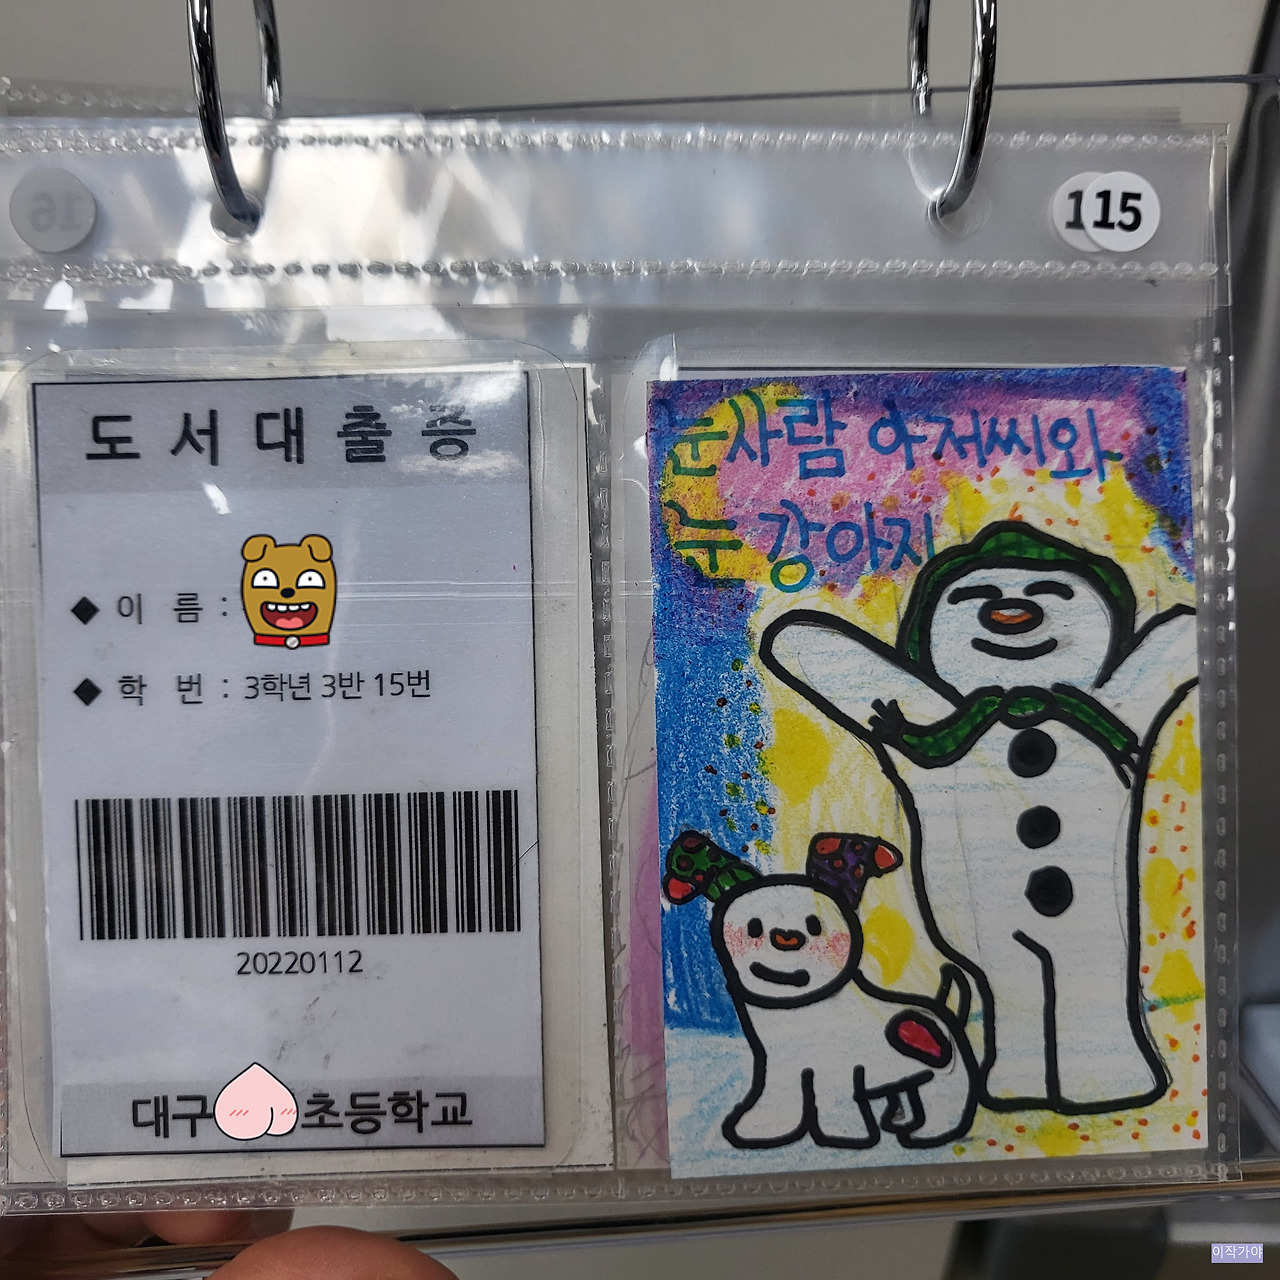 16
115
도서대출증
◆ 이 름 :
◆ 학 번 : 3학년 3반 15번
20220112
대구 초등학교
눈사람 아저씨와
눈 강아지
이작가야